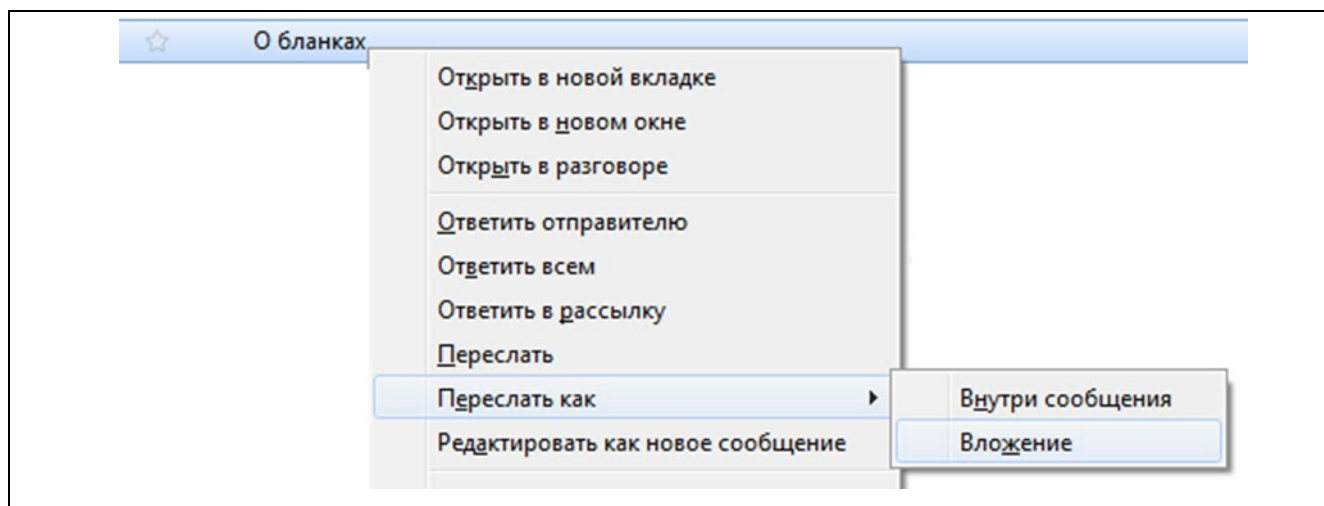 О бланках
Открыть в новой вкладке
Открыть в новом окне
Открыть в разговоре
Ответить отправителю
Ответить всем
Ответить в рассылку
Переслать
Переслать как
Внутри сообщения
Редактировать как новое сообщение
Вложение